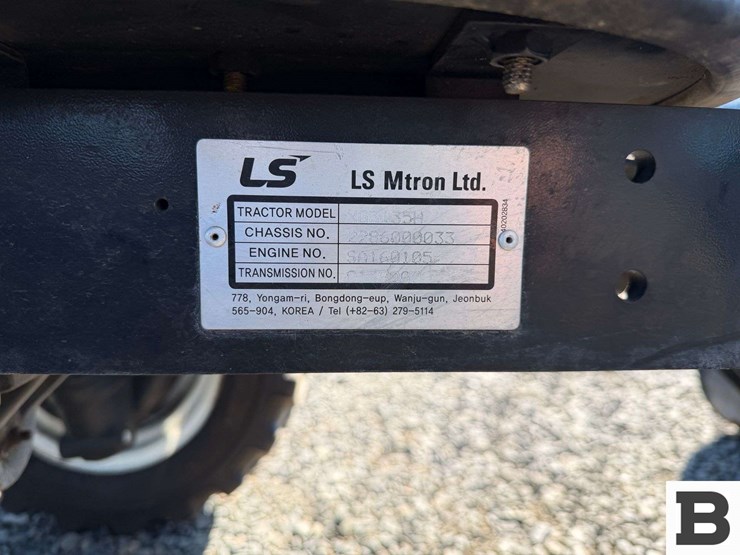 LS
LS Mtron Ltd.
TRACTOR MODEL
CHASSIS NO.
ENGINE NO.
TRANSMISSION NO.
40202834
778, Yongam-ri, Bongdong-eup, Wanju-gun, Jeonbuk
565-904, KOREA / Tel (+82-63) 279-5114
B